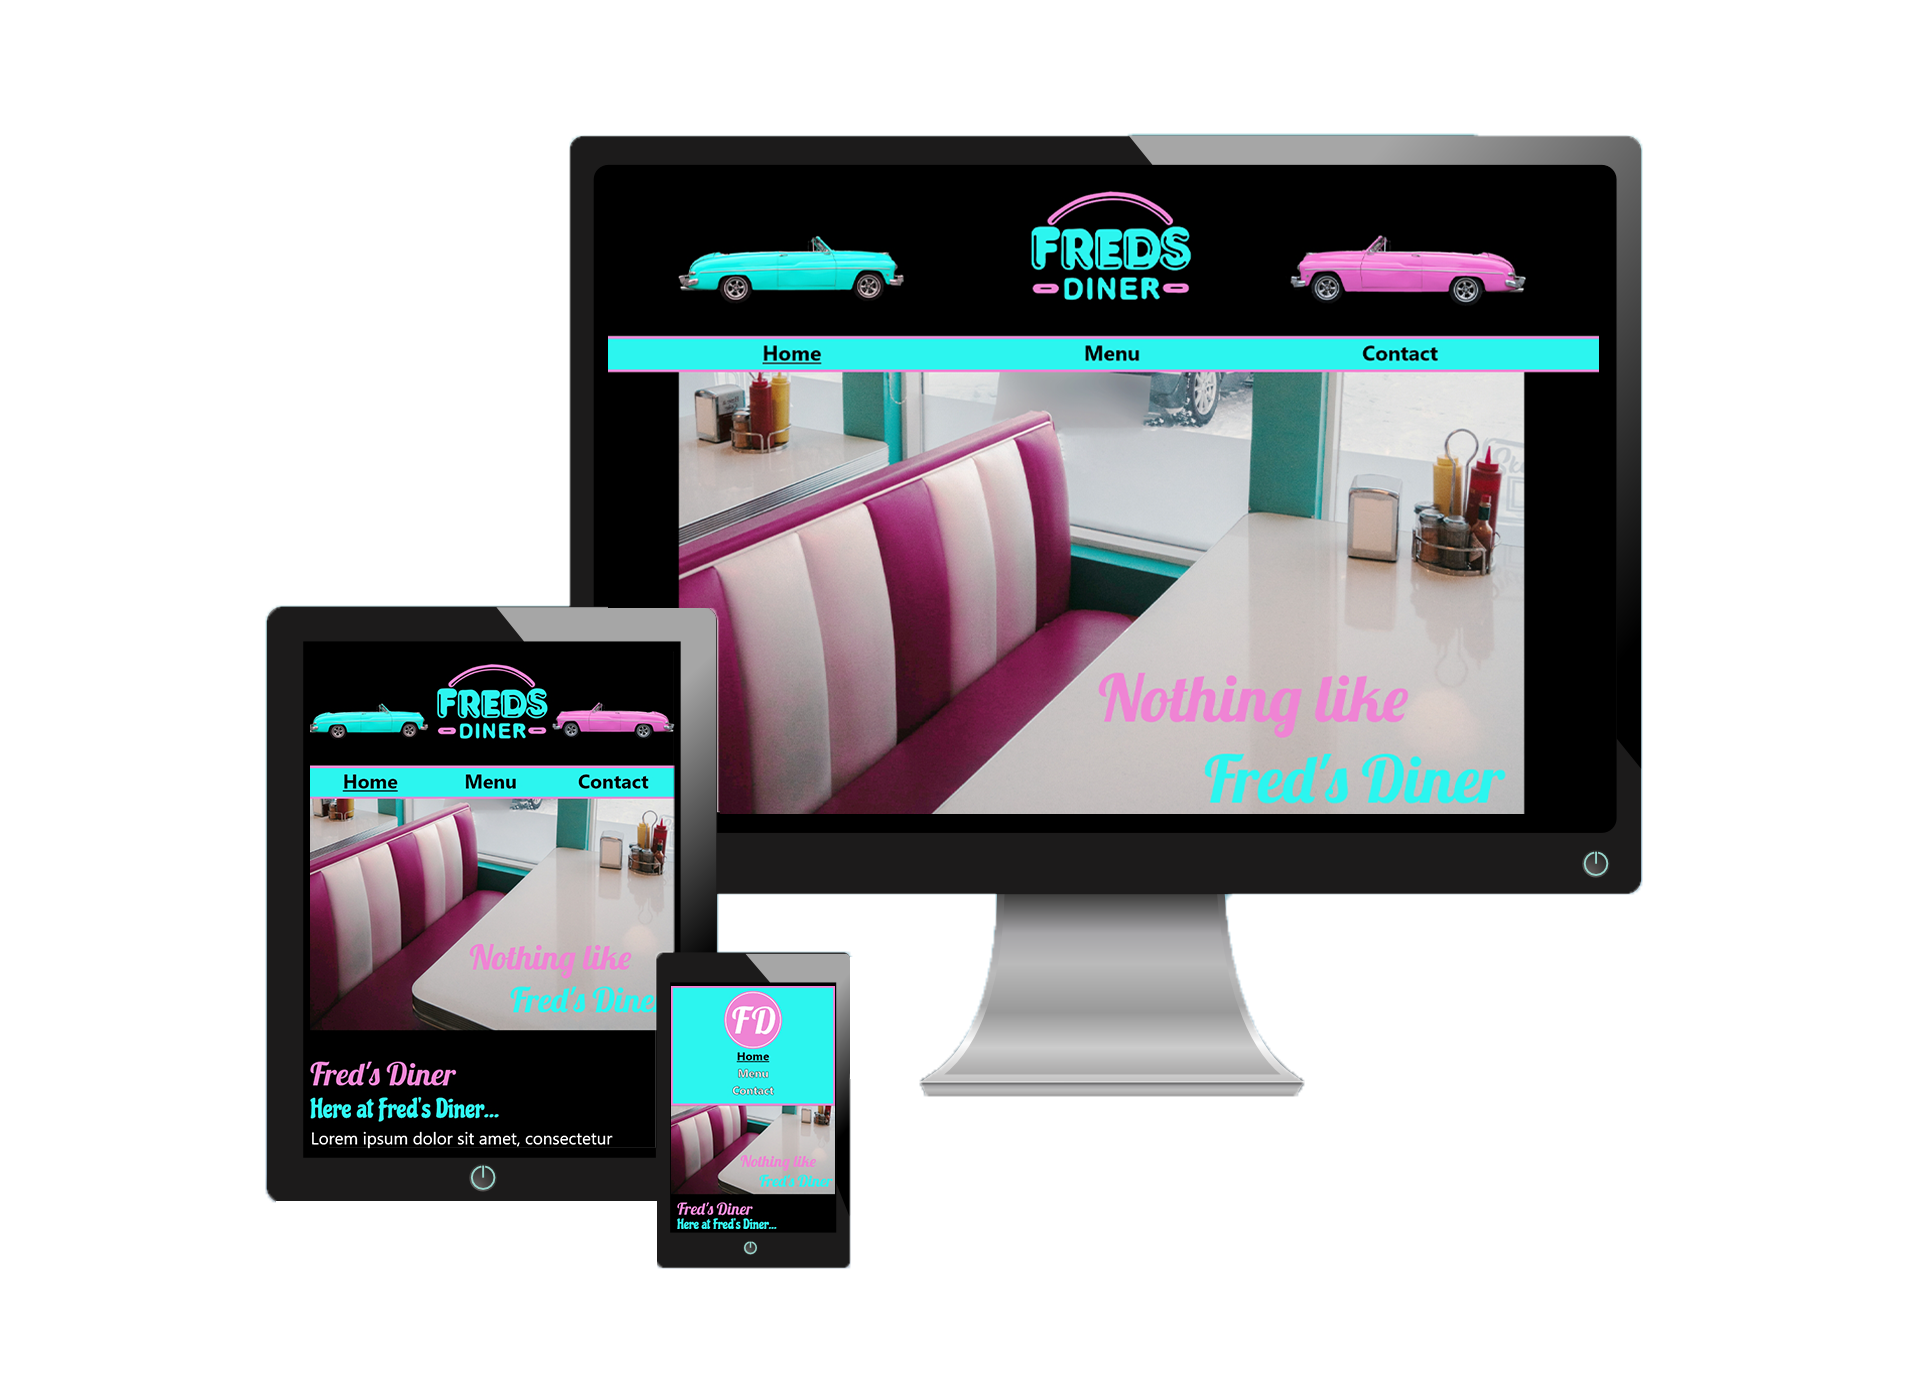 FREDS
DINER
Home Menu Contact
Nothing like
Fred's Diner
FREDS
DINER
Home Menu Contact
Nothing like
Fred's Dine
Fred's Diner
Here at Fred's Diner...
Lorem ipsum dolor sit amet, consectetur
FD
Home
Menu
Contact
Nothing like
Fred's Diner
Fred's Diner
Here at Fred's Diner...